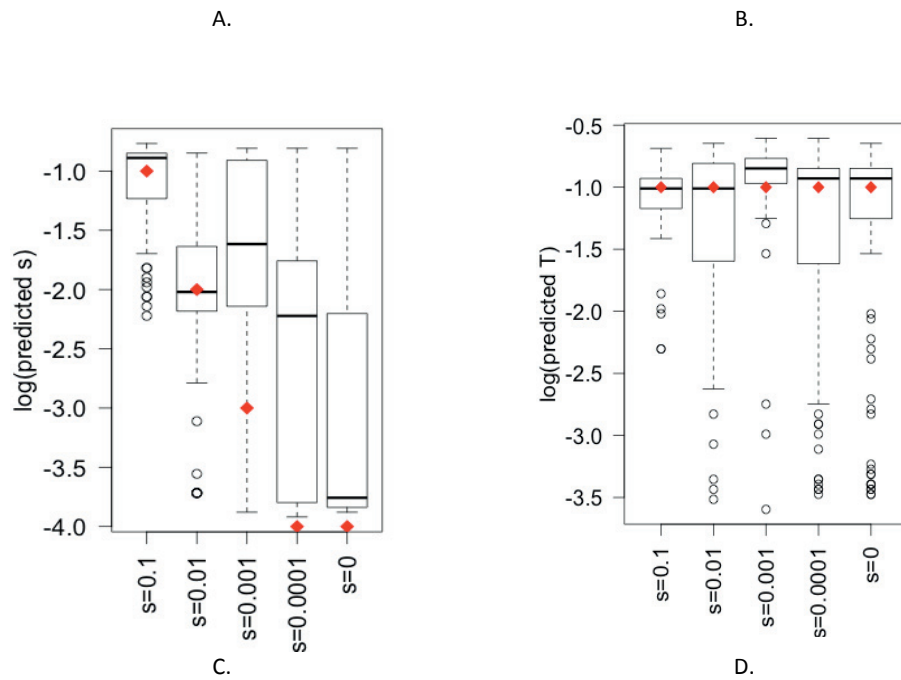 A.
B.
log(predicted s)
-1.0
-1.5
-2.0
-2.5
-3.0
-3.5
-4.0
s=0.1
s=0.01
s=0.001
s=0.0001
s=0
log(predicted T)
-0.5
-1.0
-1.5
-2.0
-2.5
-3.0
-3.5
s=0.1
s=0.01
s=0.001
s=0.0001
s=0
C.
D.